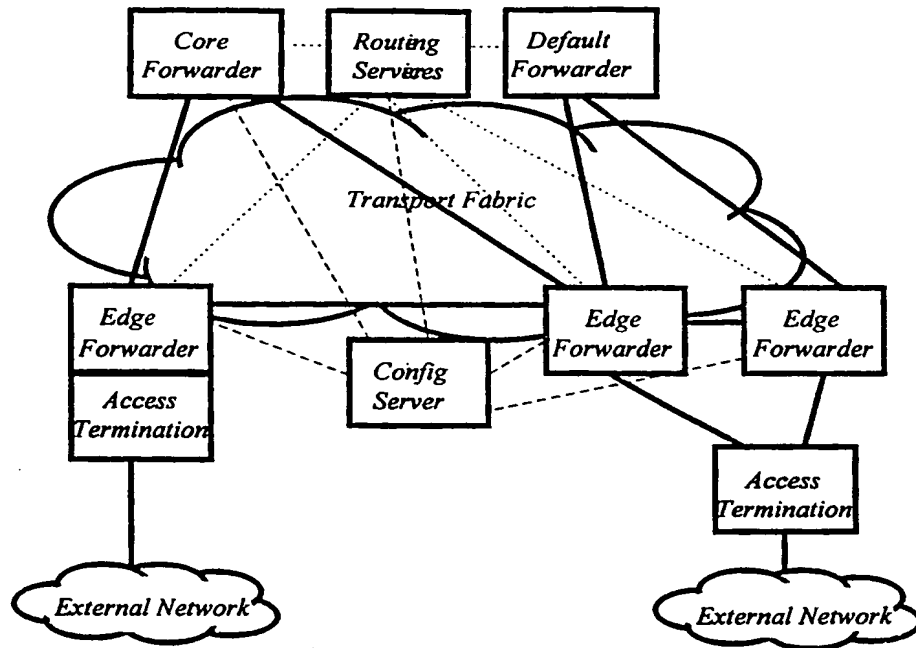 Core
Forwarder
Routing
Services
Default
Forwarder
Transport Fabric
Edge
Forwarder
Edge
Forwarder
Edge
Forwarder
Config
Server
Access
Termination
Access
Termination
External Network
External Network